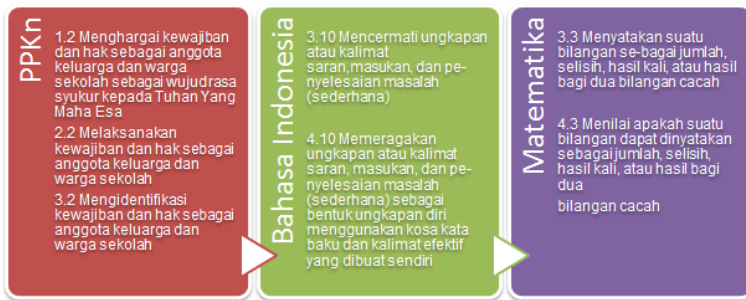 PPKn
1.2 Menghargai kewajiban
dan hak sebagai anggota
keluarga dan warga
sekolah sebagai wujudrasa
syukur kepada Tuhan Yang
Maha Esa
2.2 Melaksanakan
kewajiban dan hak sebagai
anggota keluarga dan
warga sekolah
3.2 Mengidentifikasi
kewajiban dan hak sebagai
anggota keluarga dan
warga sekolah
Bahasa Indonesia
3.10 Mencermati ungkapan
atau kalimat
saran,masukan, dan pe-
nyelesaian masalah
(sederhana)
4.10 Memeragakan
ungkapan atau kalimat
saran, masukan, dan pe-
nyelesaian masalah
(sederhana) sebagai
bentuk ungkapan diri
menggunakan kosa kata
baku dan kalimat efektif
yang dibuat sendiri
Matematika
3.3 Menyatakan suatu
bilangan se-bagai jumlah,
selisih, hasil kali, atau hasil
bagi dua bilangan cacah
4.3 Menilai apakah suatu
bilangan dapat dinyatakan
sebagai jumlah, selisih,
hasil kali, atau hasil bagi
dua
bilangan cacah